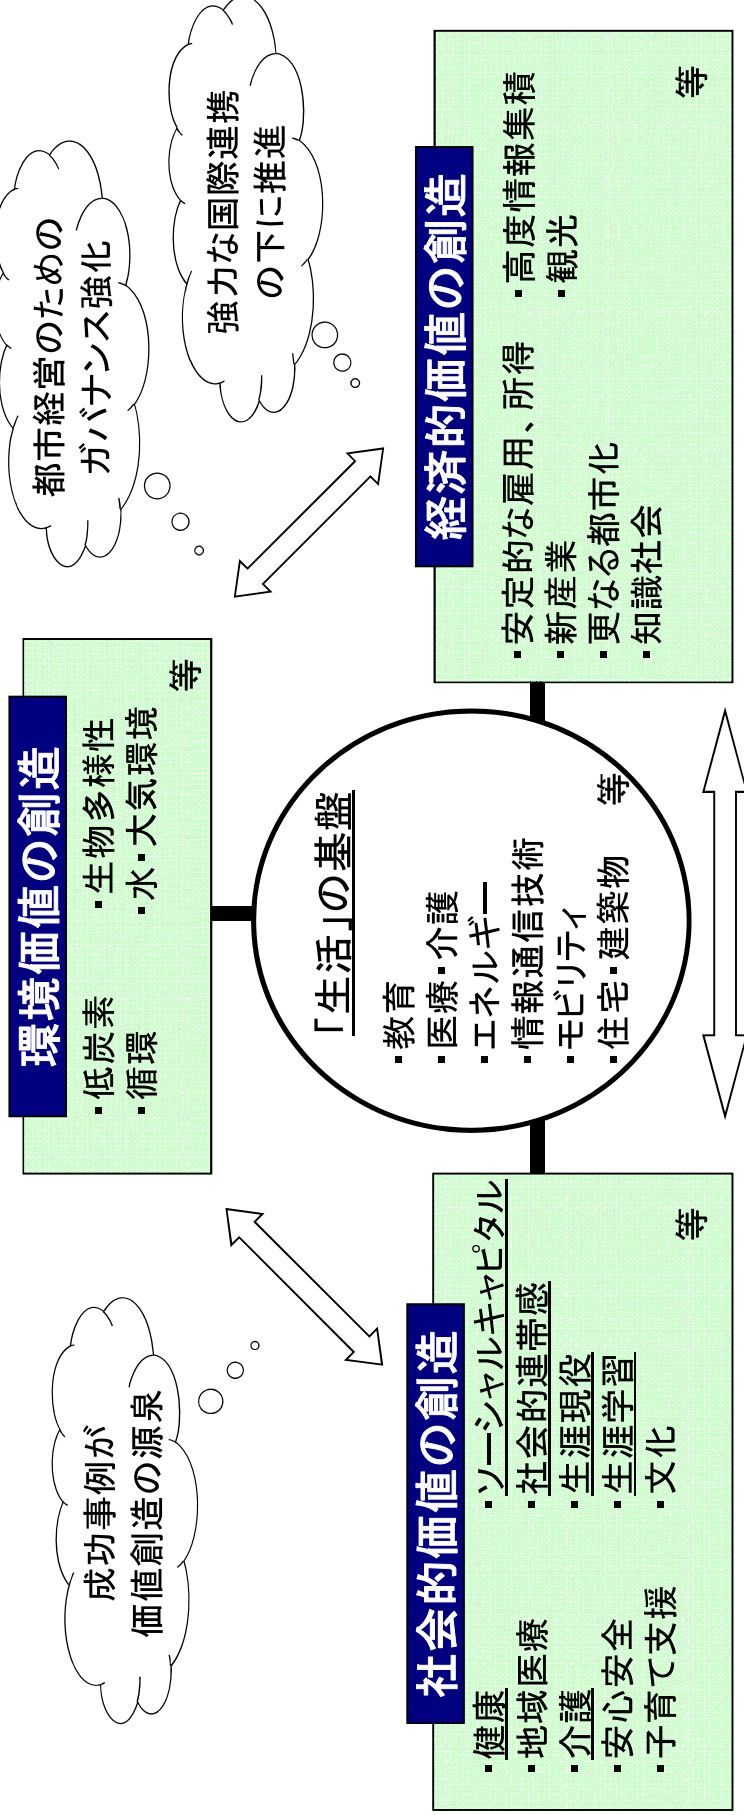 成功事例が
価値創造の源泉
都市経営のための
ガバナンス強化
強力な国際連携
の下に推進
環境価値の創造
・低炭素
・循環
・生物多様性
・水・大気環境
等
「生活」の基盤
・教育
・医療・介護
・エネルギー
・情報通信技術
・モビリティ
・住宅・建築物
等
社会的価値の創造
・健康
・地域医療
・介護
・安心安全
・子育て支援
・ソーシャルキャピタル
・社会的連帯感
・生涯現役
・生涯学習
・文化
等
経済的価値の創造
・安定的な雇用、所得
・新産業
・更なる都市化
・知識社会
・高度情報集積
・観光
等